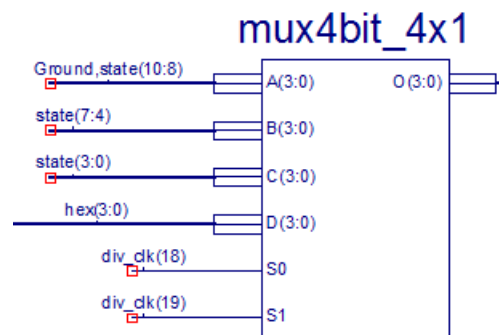 mux4bit_4x1
Ground,state(10:8)
A(3:0)
O(3:0)
state(7:4)
B(3:0)
state(3:0)
C(3:0)
hex(3:0)
D(3:0)
div_clk(18)
S0
div_clk(19)
S1